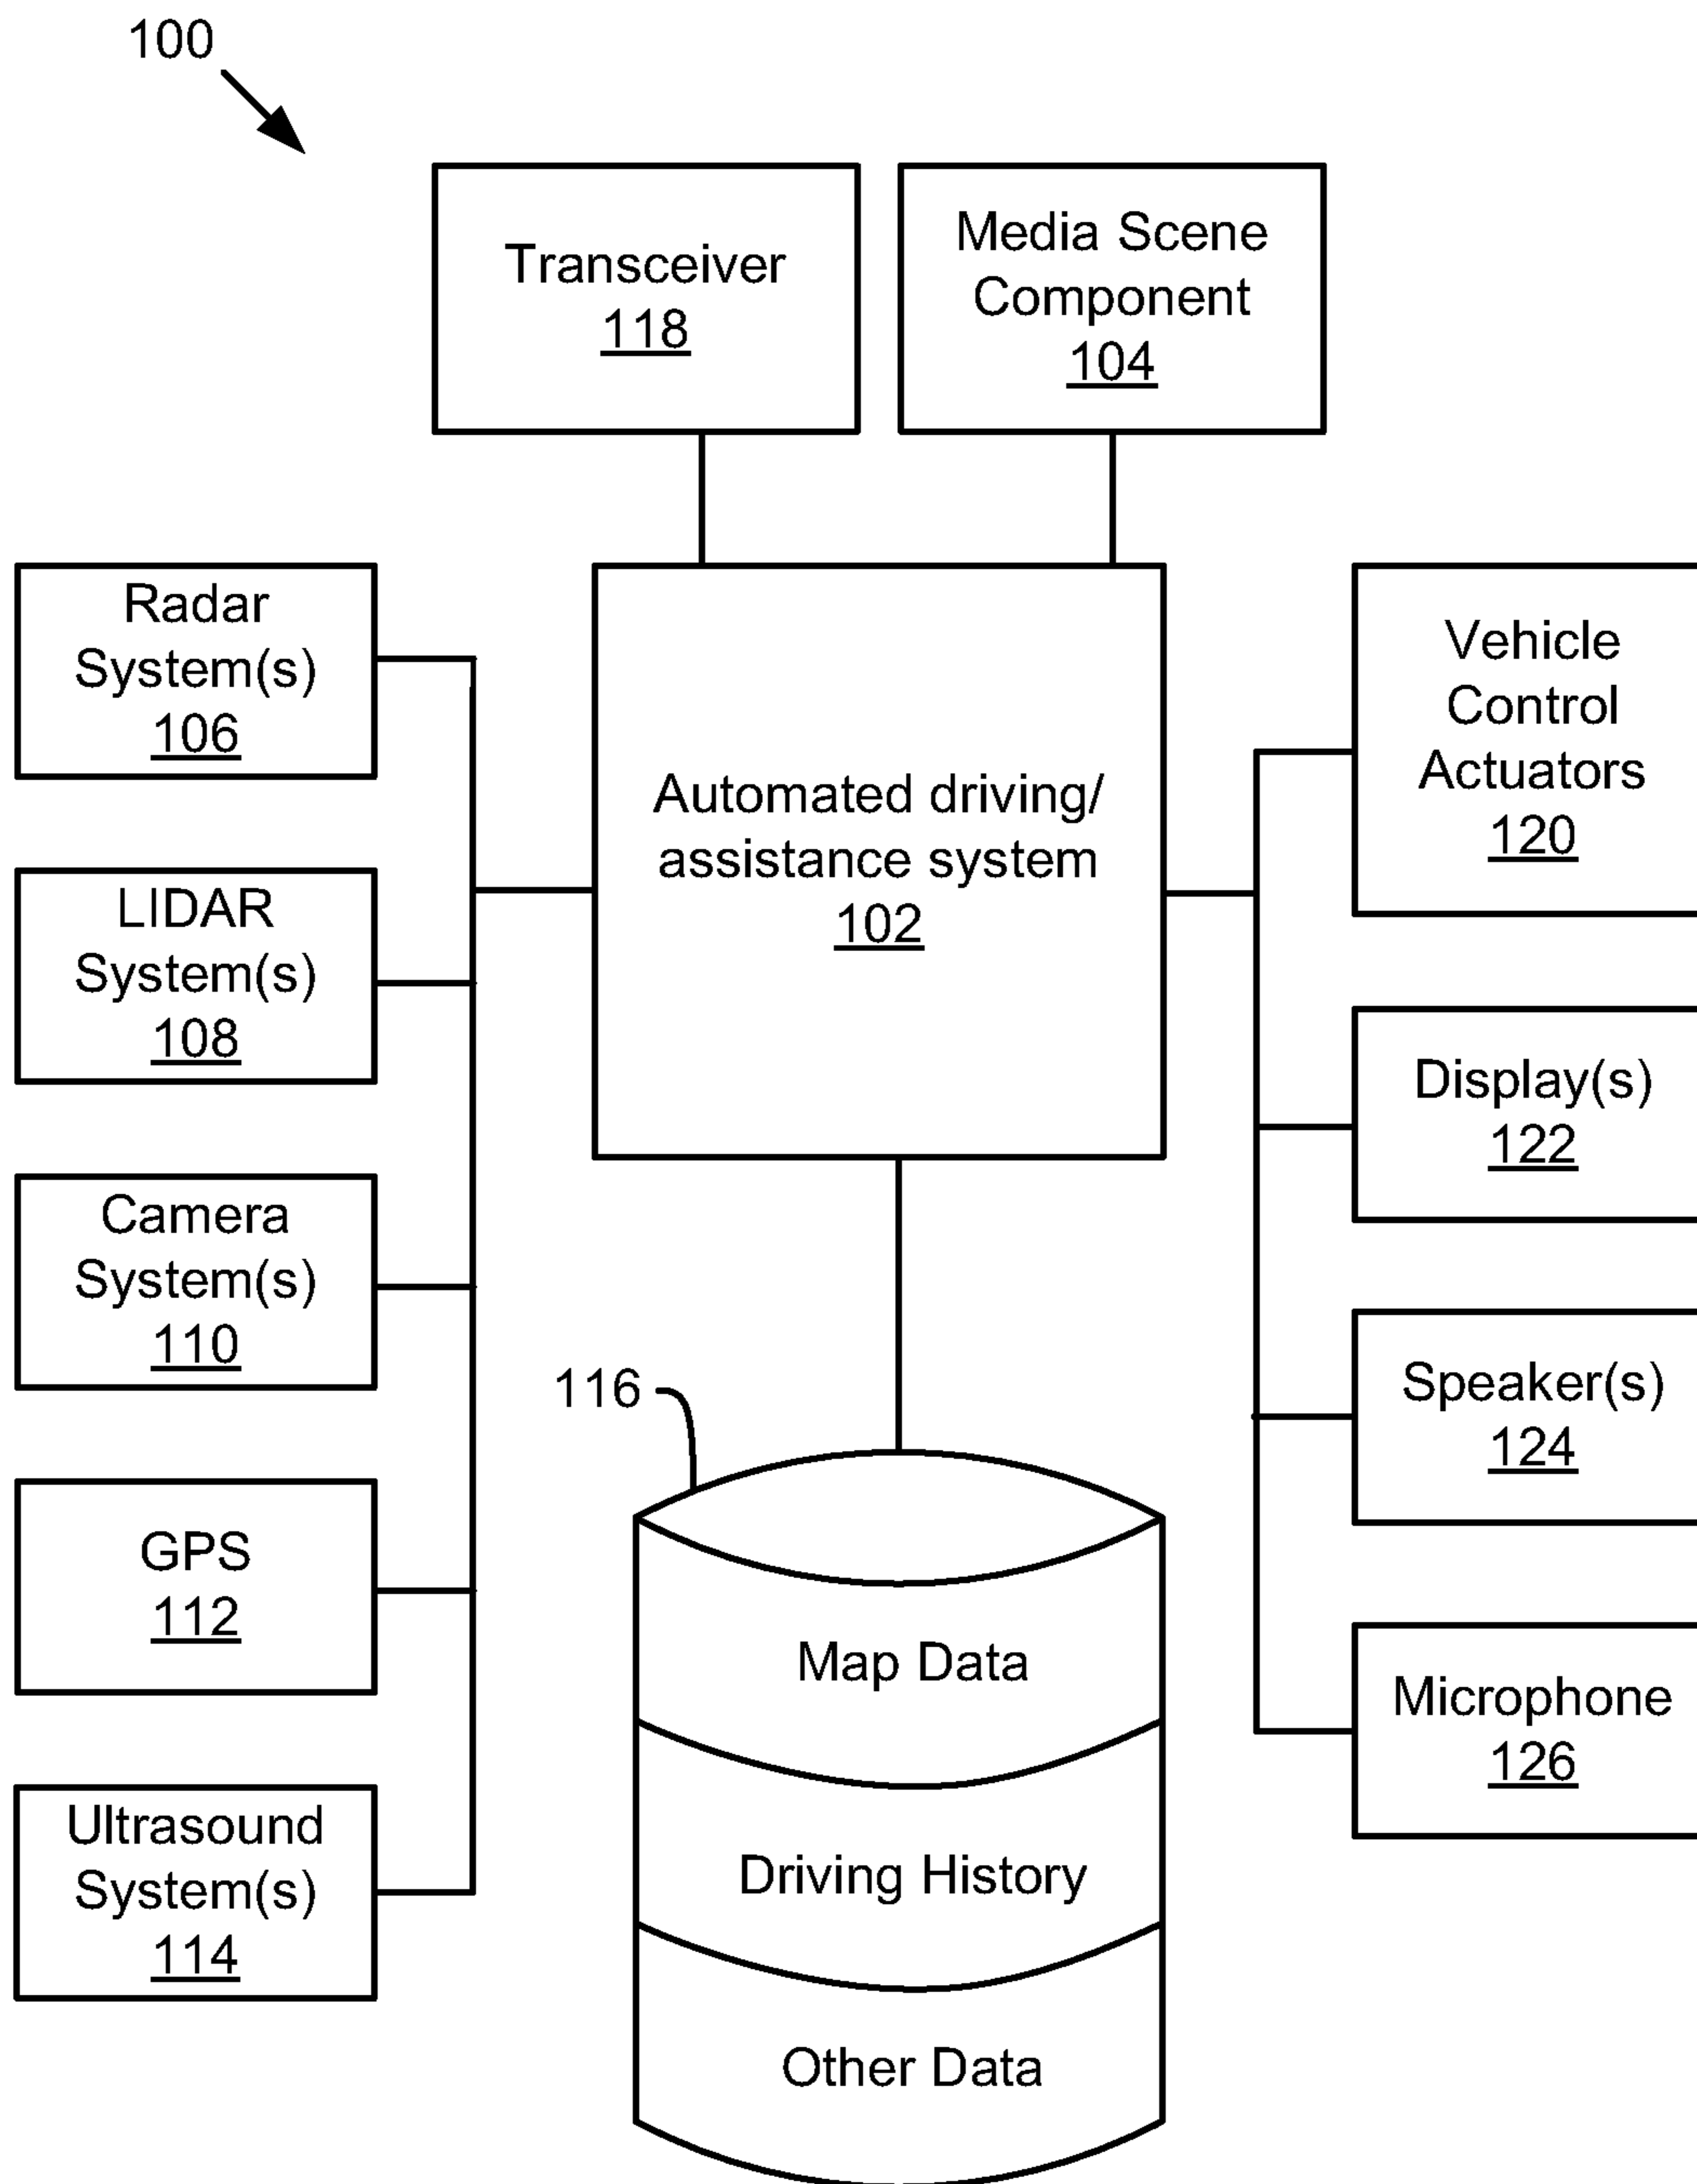 100
Transceiver
118
Media Scene
Component
104
Radar
System(s)
106
LIDAR
System(s)
108
Camera
System(s)
110
GPS
112
Ultrasound
System(s)
114
Automated driving/
assistance system
102
116
Map Data
Driving History
Other Data
Vehicle
Control
Actuators
120
Display(s)
122
Speaker(s)
124
Microphone
126